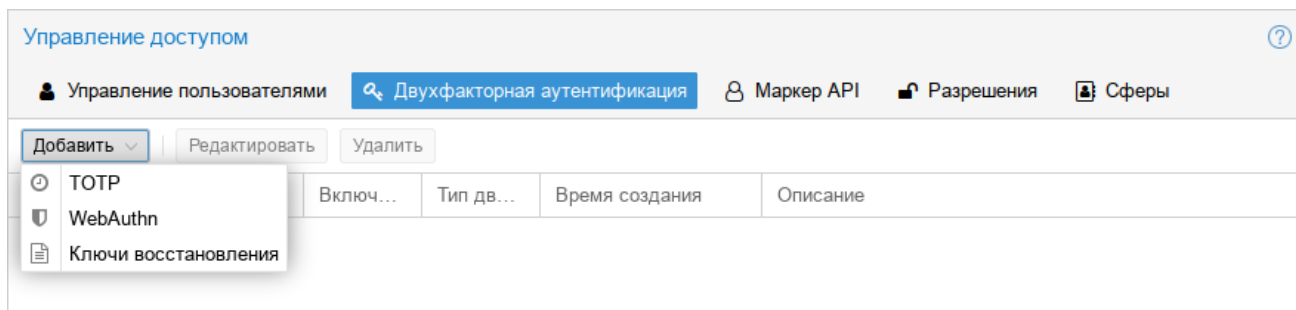 Управление доступом
Управление пользователями Двухфакторная аутентификация Маркер API Разрешения Сферы
Добавить Редактировать Удалить
Включ... Тип дв... Время создания Описание
TOTP
WebAuthn
Ключи восстановления